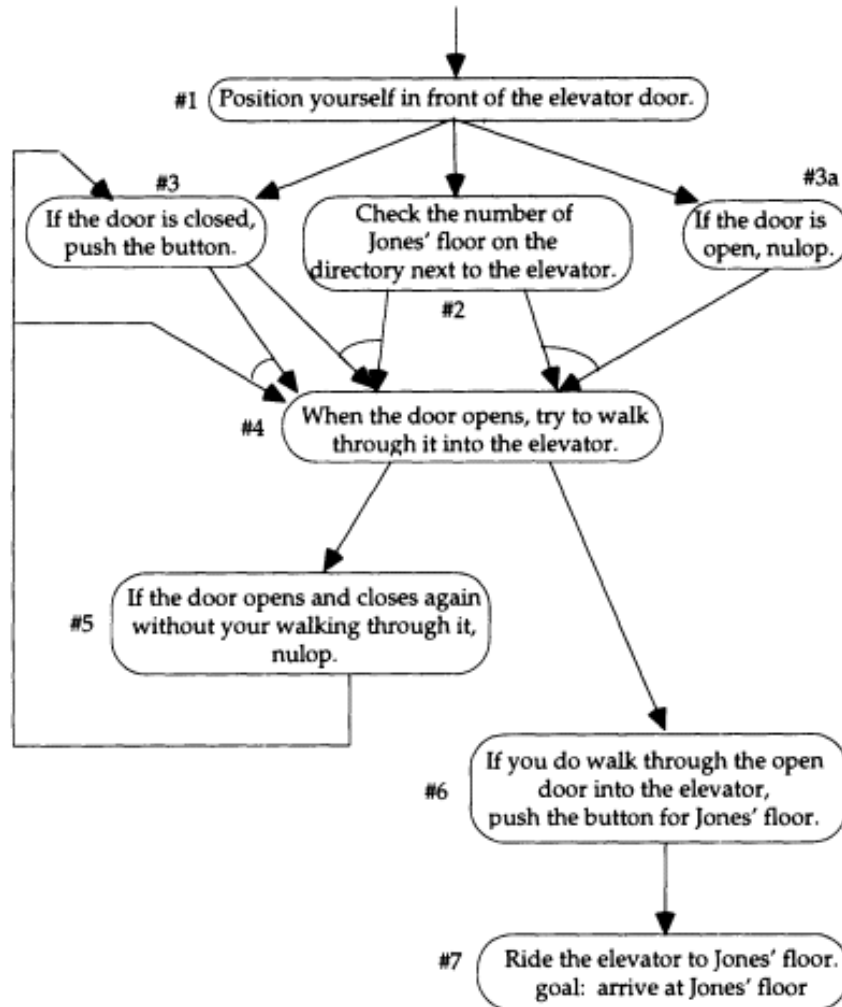 #1
Position yourself in front of the elevator door.
#3
If the door is closed,
push the button.
Check the number of
Jones' floor on the
directory next to the elevator.
#2
#3a
If the door is
open, nulop.
#4
When the door opens, try to walk
through it into the elevator.
#5
If the door opens and closes again
without your walking through it,
nulop.
#6
If you do walk through the open
door into the elevator,
push the button for Jones' floor.
#7
Ride the elevator to Jones' floor.
goal: arrive at Jones' floor